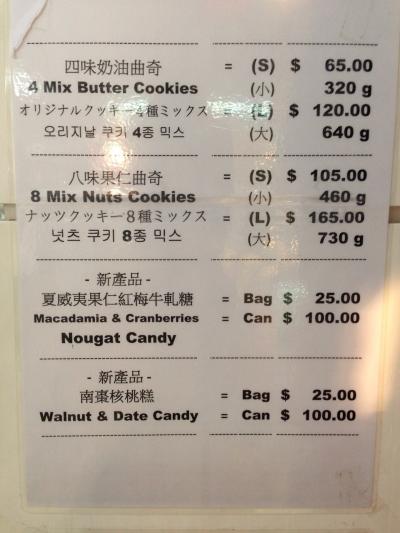 四味奶油曲奇 = (S) $ 65.00
4 Mix Butter Cookies (小) 320 g
オリジナルクッキー4種ミックス = (L) $ 120.00
오리지날 쿠키 4종 믹스 (大) 640 g
八味果仁曲奇 = (S) $ 105.00
8 Mix Nuts Cookies (小) 460 g
ナッツクッキー8種ミックス = (L) $ 165.00
넛츠 쿠키 8종 믹스 (大) 730 g
- 新產品 -
夏威夷果仁紅梅牛軋糖 = Bag $ 25.00
Macadamia & Cranberries = Can $ 100.00
Nougat Candy
- 新產品 -
南棗核桃糕 = Bag $ 25.00
Walnut & Date Candy = Can $ 100.00